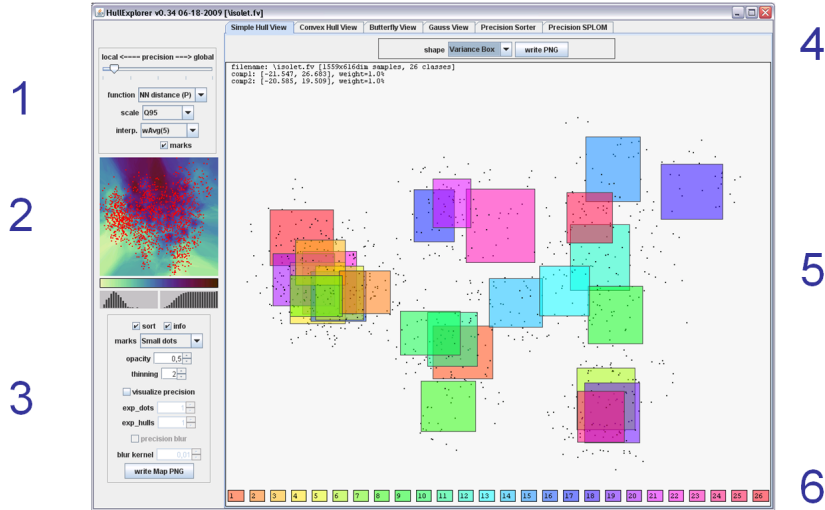 HullExplorer v0.34 06-18-2009 [\isolet.fv]
Simple Hull View Convex Hull View Butterfly View Gauss View Precision Sorter Precision SPLOM
shape Variance Box write PNG
local <---- precision ---> global
function NN distance (P)
scale Q95
interp. wAvg(5)
marks
filename: \isolet.fv [1559x616dim samples, 26 classes]
comp1: [-21.547, 26.683], weight=1.0%
comp2: [-20.585, 19.509], weight=1.0%
sort info
marks Small dots
opacity 0,5
thinning 2
visualize precision
exp_dots 1
exp_hulls 1
precision blur
blur kernel 0,01
write Map PNG
1 2 3 4 5 6 7 8 9 10 11 12 13 14 15 16 17 18 19 20 21 22 23 24 25 26
1
2
3
4
5
6